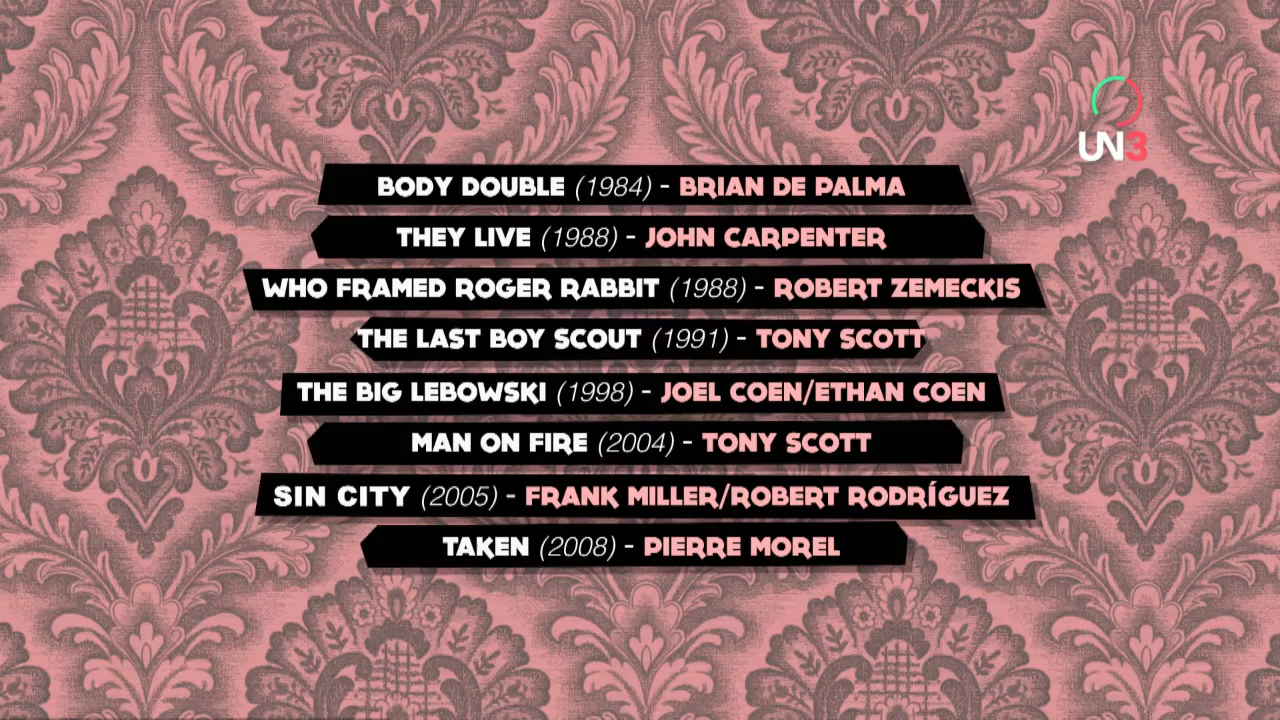 UN3
BODY DOUBLE (1984) - BRIAN DE PALMA
THEY LIVE (1988) - JOHN CARPENTER
WHO FRAMED ROGER RABBIT (1988) - ROBERT ZEMECKIS
THE LAST BOY SCOUT (1991) - TONY SCOTT
THE BIG LEBOWSKI (1998) - JOEL COEN/ETHAN COEN
MAN ON FIRE (2004) - TONY SCOTT
SIN CITY (2005) - FRANK MILLER/ROBERT RODRÍGUEZ
TAKEN (2008) - PIERRE MOREL